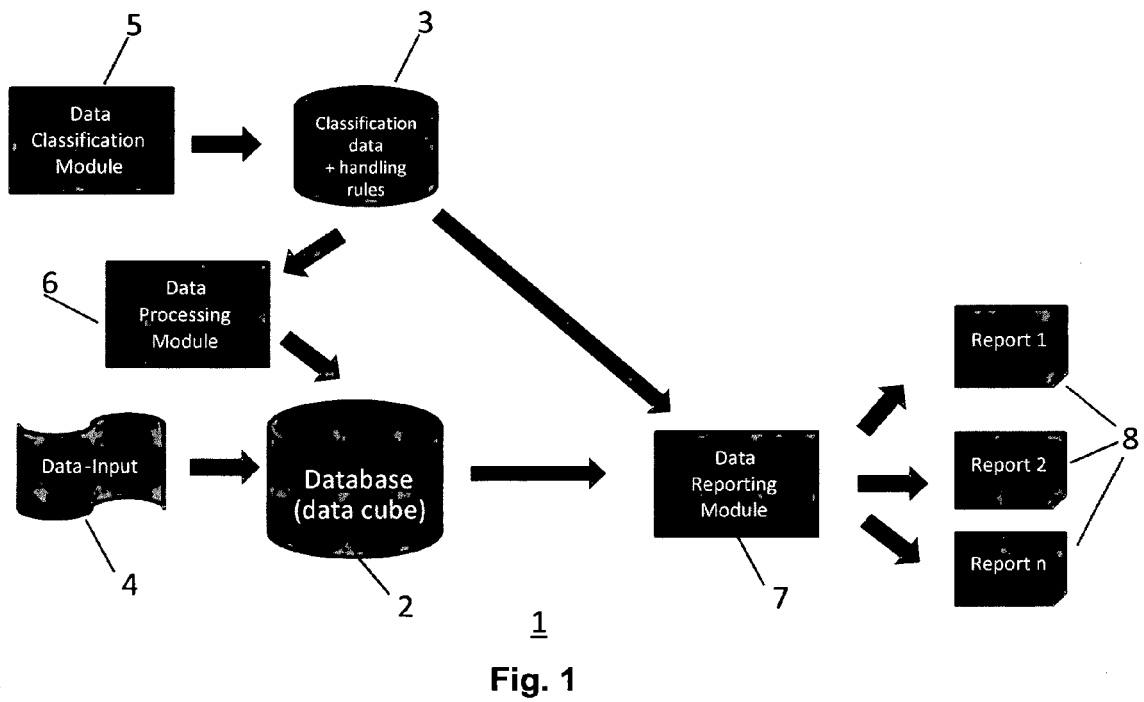 5
3
Data
Classification
Module
Classification
data
+ handling
rules
6
Data
Processing
Module
Report 1
Data-Input
Database
(data cube)
Data
Reporting
Module
Report 2
8
Report n
4
2
7
1
Fig. 1